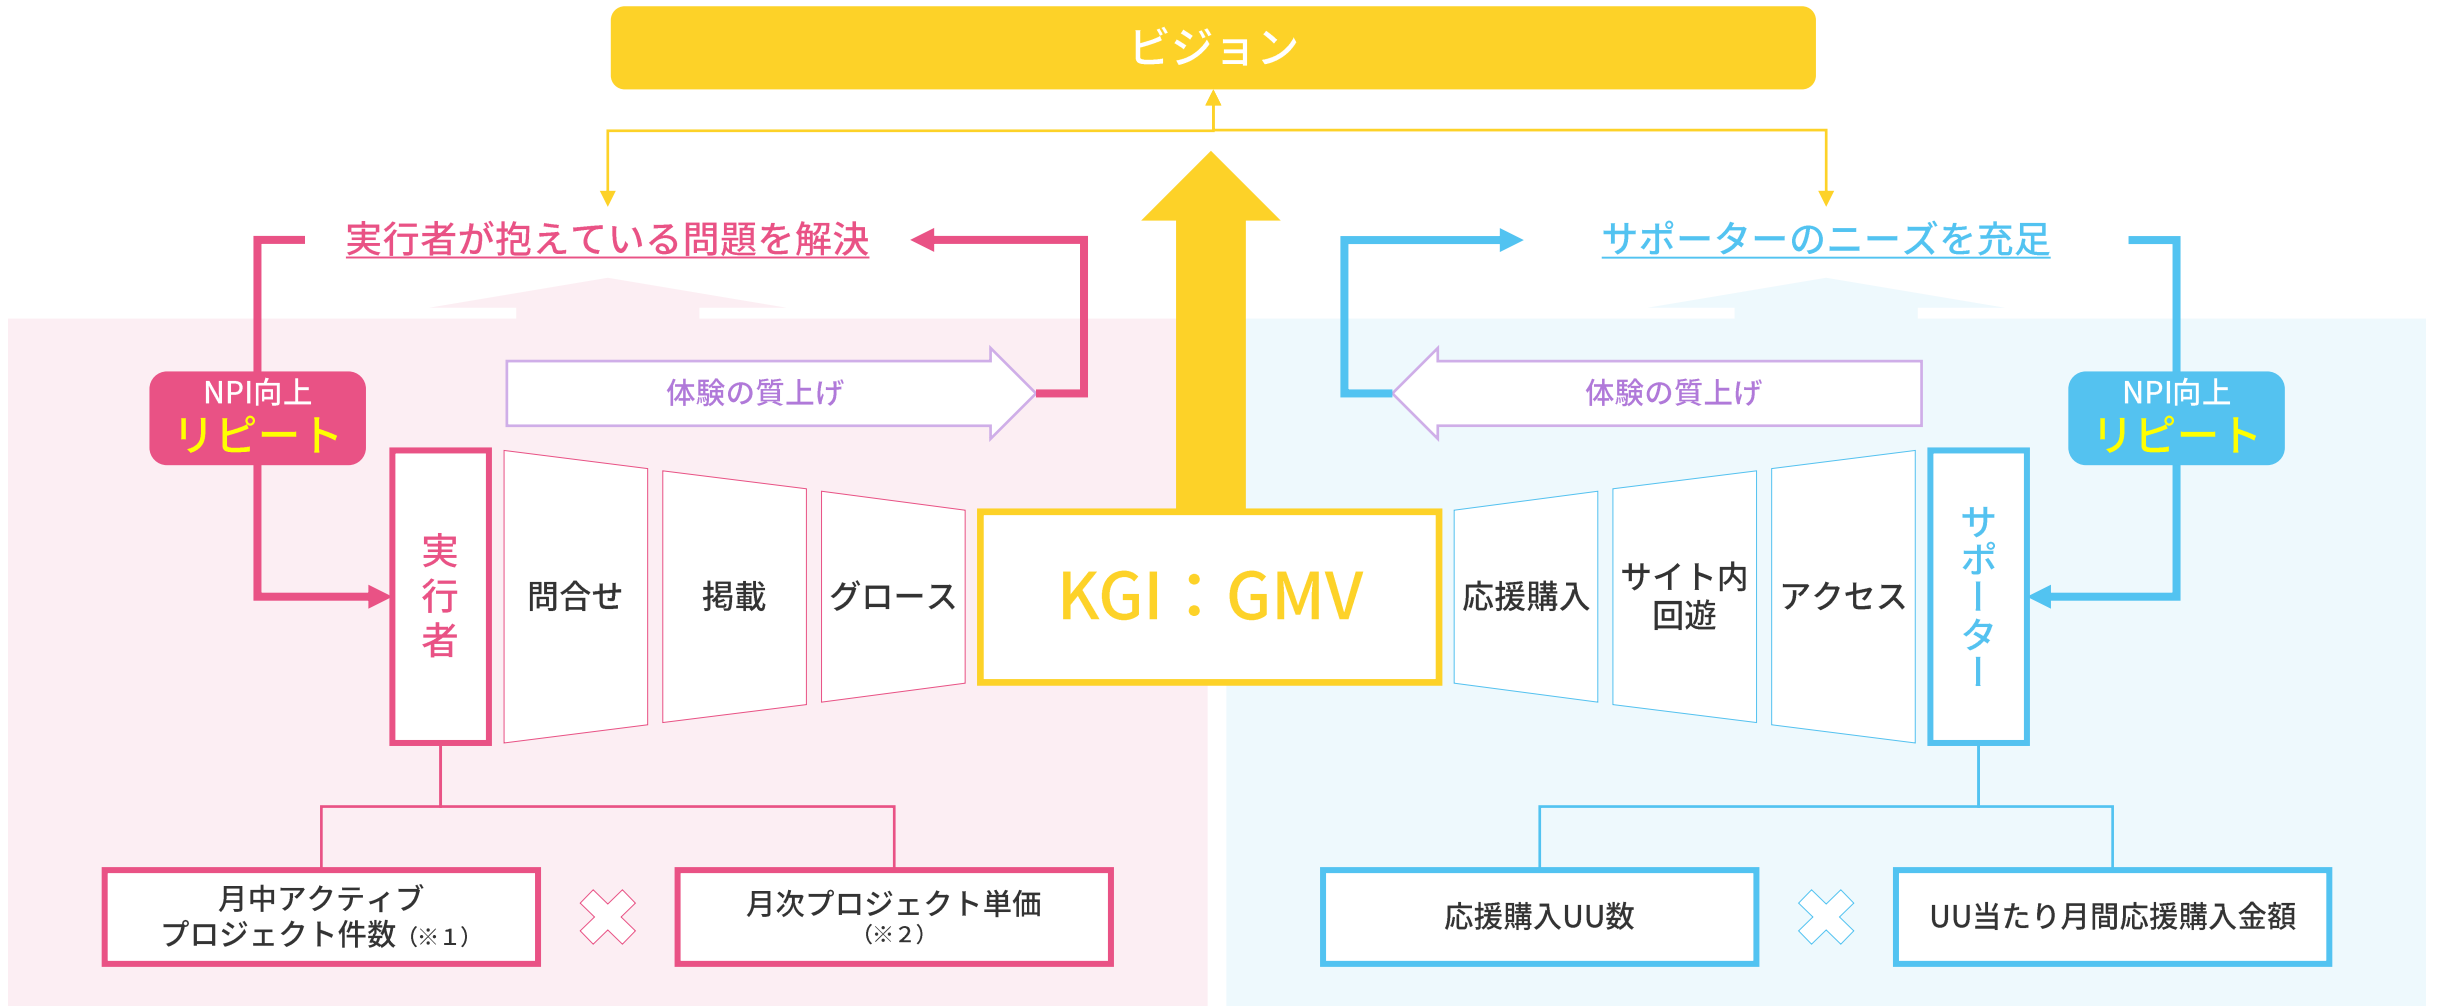 ビジョン
実行者が抱えている問題を解決
サポーターのニーズを充足
NPI向上
リピート
体験の質上げ
体験の質上げ
NPI向上
リピート
実行者
問合せ
掲載
グロース
KGI：GMV
応援購入
サイト内
回遊
アクセス
サポーター
月中アクティブ
プロジェクト件数（※１）
月次プロジェクト単価
（※２）
応援購入UU数
UU当たり月間応援購入金額